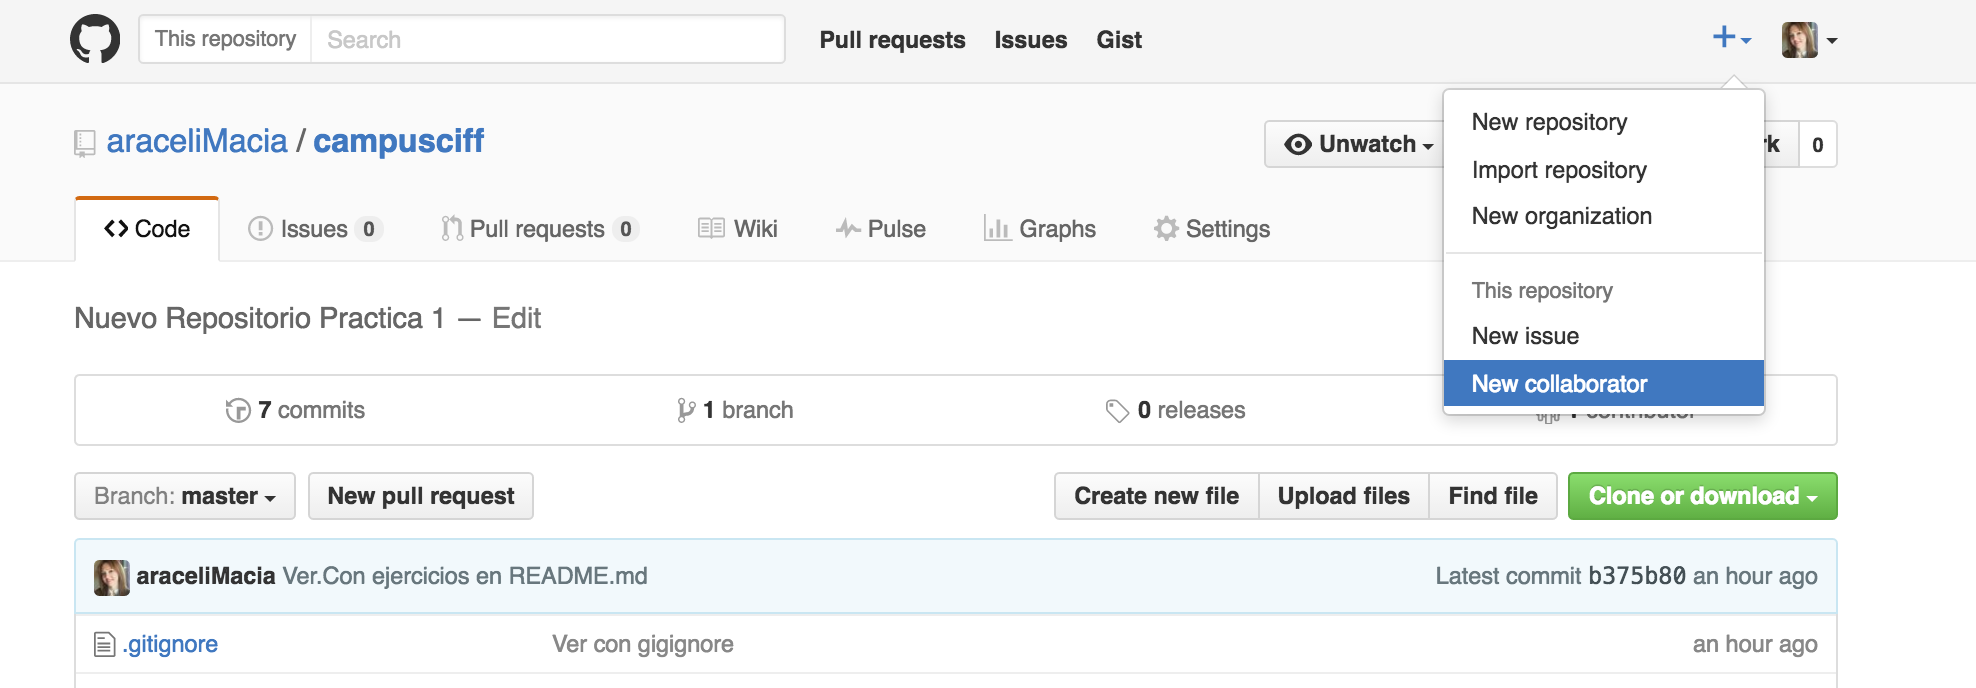 This repository Search Pull requests Issues Gist
New repository
Import repository
New organization
This repository
New issue
New collaborator
araceliMacia / campusciff
Unwatch 0
Code Issues 0 Pull requests 0 Wiki Pulse Graphs Settings
Nuevo Repositorio Practica 1 — Edit
7 commits 1 branch 0 releases
Branch: master New pull request Create new file Upload files Find file Clone or download
araceliMacia Ver.Con ejercicios en README.md Latest commit b375b80 an hour ago
.gitignore Ver con gigignore an hour ago